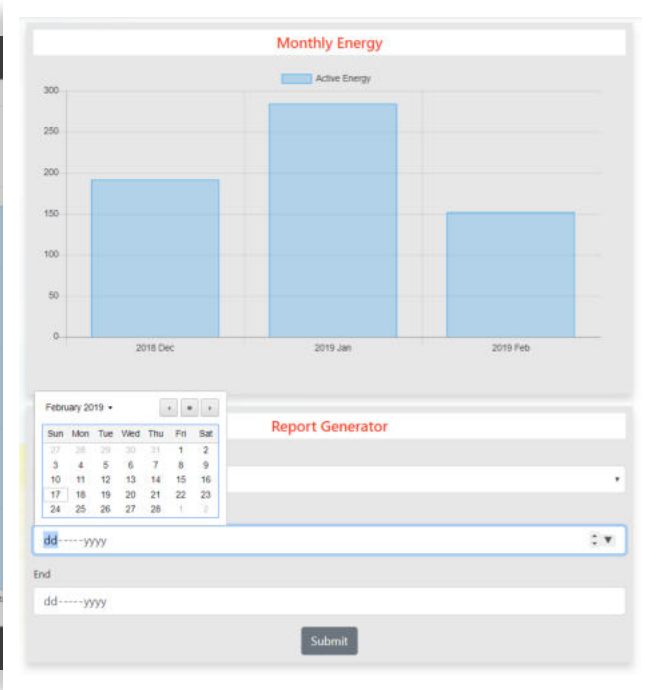 Monthly Energy
Active Energy
300
250
200
150
100
50
0
2018 Dec
2019 Jan
2019 Feb
February 2019
Report Generator
Sun Mon Tue Wed Thu Fri Sat
27 28 29 30 31 1 2
3 4 5 6 7 8 9
10 11 12 13 14 15 16
17 18 19 20 21 22 23
24 25 26 27 28 1 2
dd-----yyyy
End
dd-----yyyy
Submit